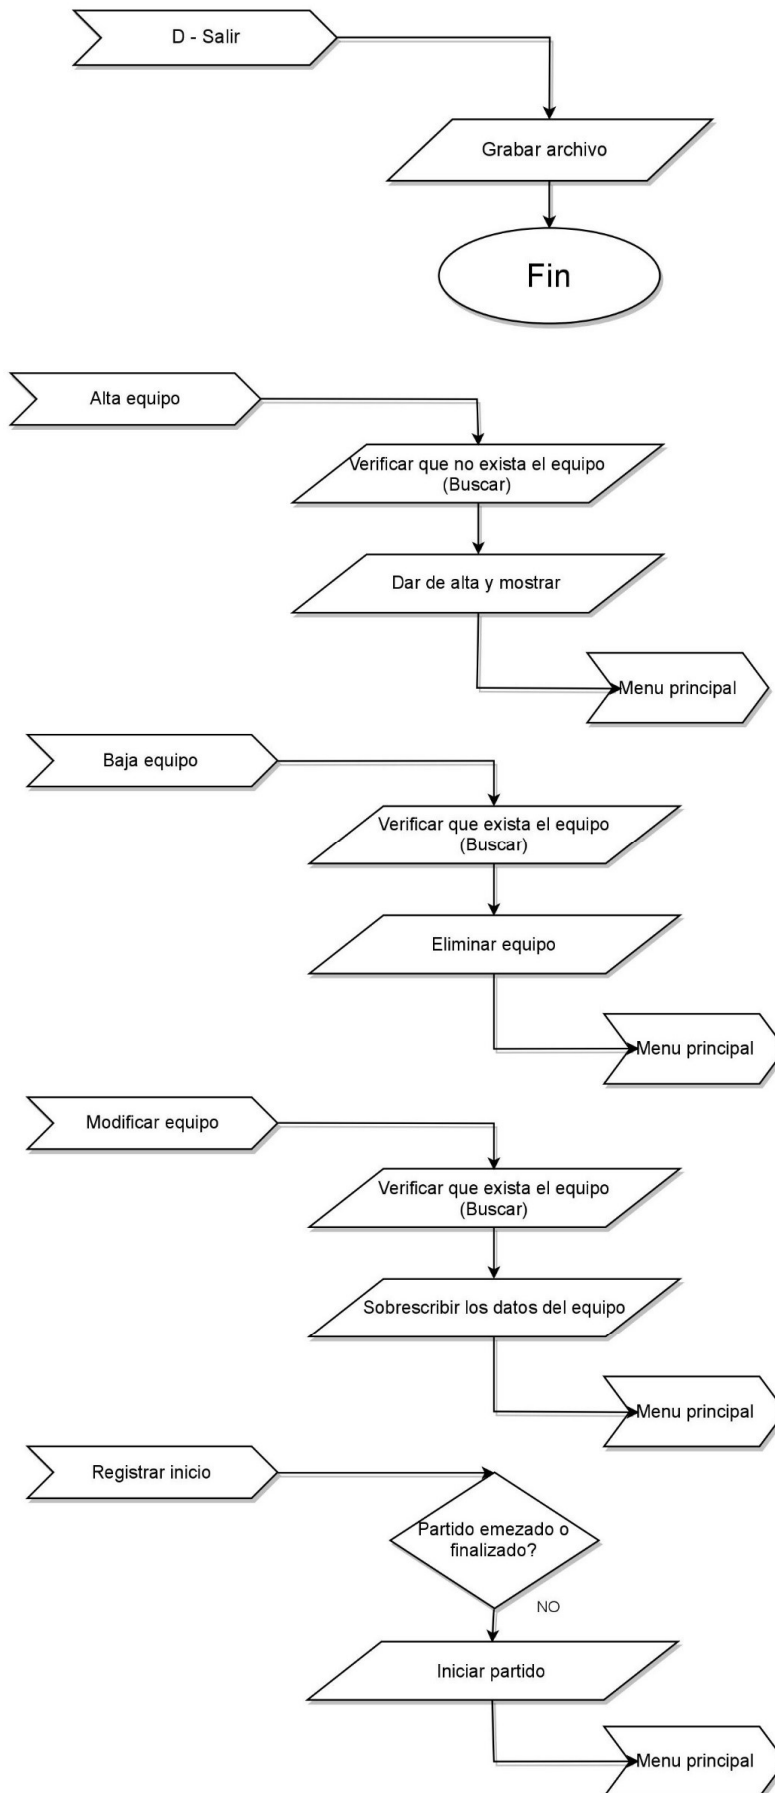 D - Salir
Grabar archivo
Fin
Alta equipo
Verificar que no exista el equipo
(Buscar)
Dar de alta y mostrar
Menu principal
Baja equipo
Verificar que exista el equipo
(Buscar)
Eliminar equipo
Menu principal
Modificar equipo
Verificar que exista el equipo
(Buscar)
Sobrescribir los datos del equipo
Menu principal
Registrar inicio
Partido emezado o
finalizado?
NO
Iniciar partido
Menu principal